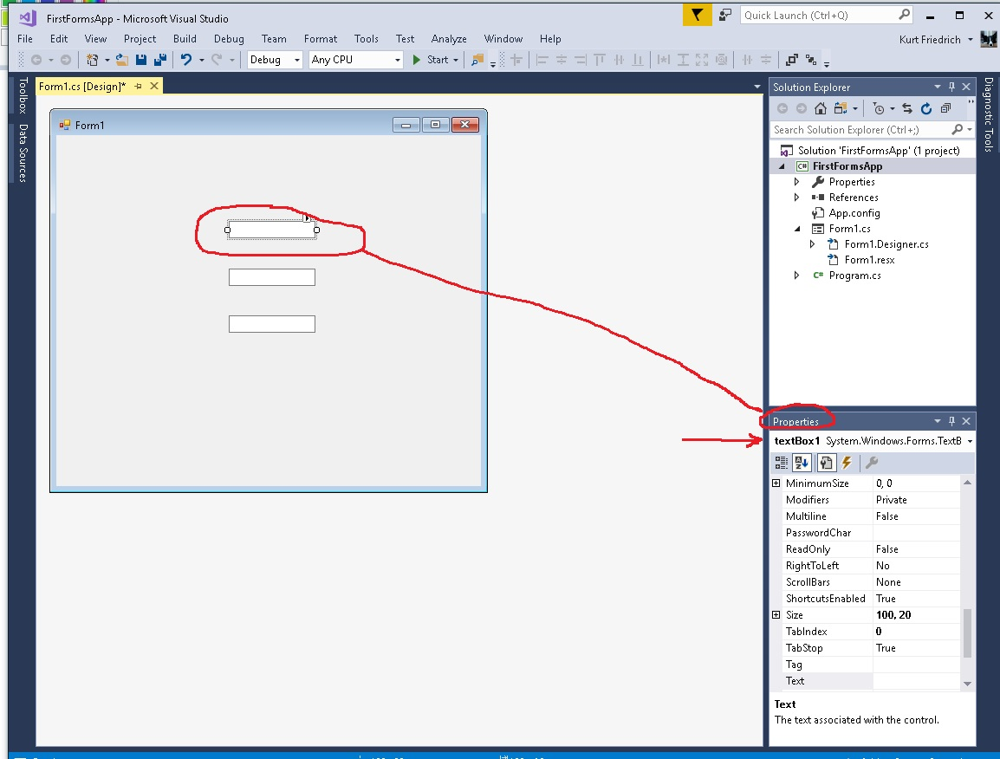 FirstFormsApp - Microsoft Visual Studio
Quick Launch (Ctrl+Q)
File Edit View Project Build Debug Team Format Tools Test Analyze Window Help
Kurt Friedrich
Debug Any CPU Start
Toolbox
Data Sources
Form1.cs [Design]*
Form1
Solution Explorer
Search Solution Explorer (Ctrl+;)
Solution 'FirstFormsApp' (1 project)
C# FirstFormsApp
Properties
References
App.config
Form1.cs
Form1.Designer.cs
Form1.resx
C# Program.cs
Diagnostic Tools
Properties
textBox1 System.Windows.Forms.TextB
MinimumSize 0, 0
Modifiers Private
Multiline False
PasswordChar
ReadOnly False
RightToLeft No
ScrollBars None
ShortcutsEnabled True
Size 100, 20
TabIndex 0
TabStop True
Tag
Text
Text
The text associated with the control.